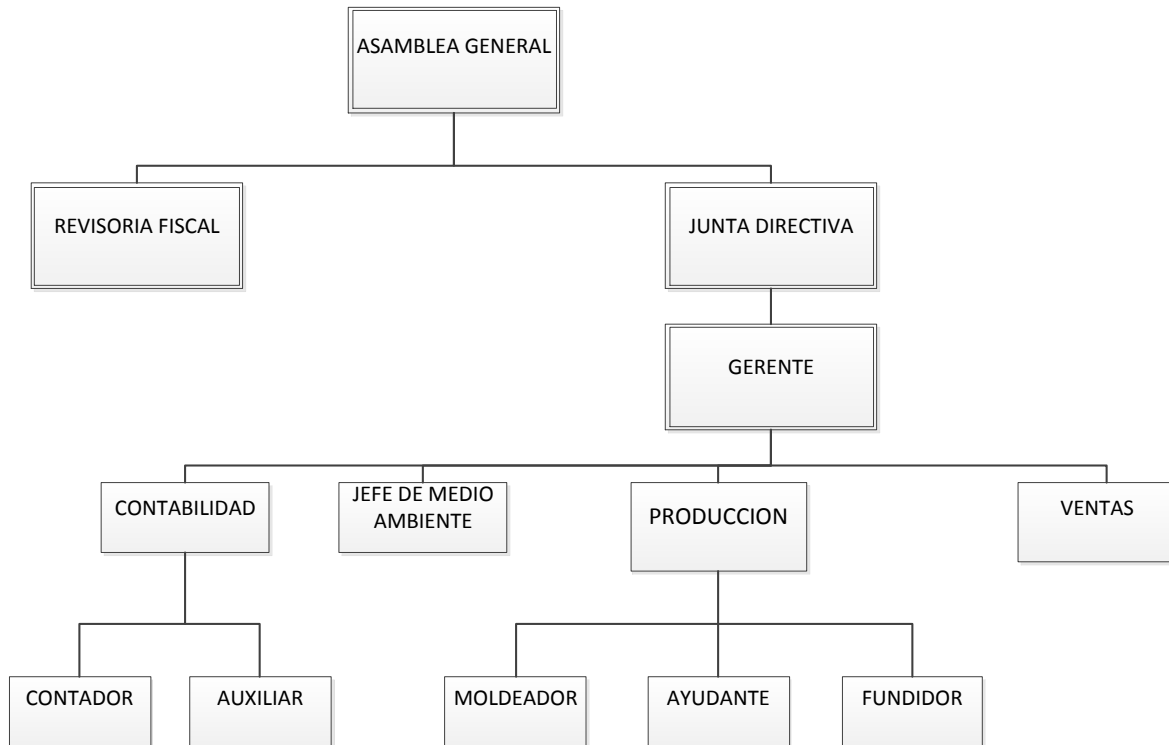 ASAMBLEA GENERAL
REVISORIA FISCAL
JUNTA DIRECTIVA
GERENTE
CONTABILIDAD
JEFE DE MEDIO
AMBIENTE
PRODUCCION
VENTAS
CONTADOR
AUXILIAR
MOLDEADOR
AYUDANTE
FUNDIDOR